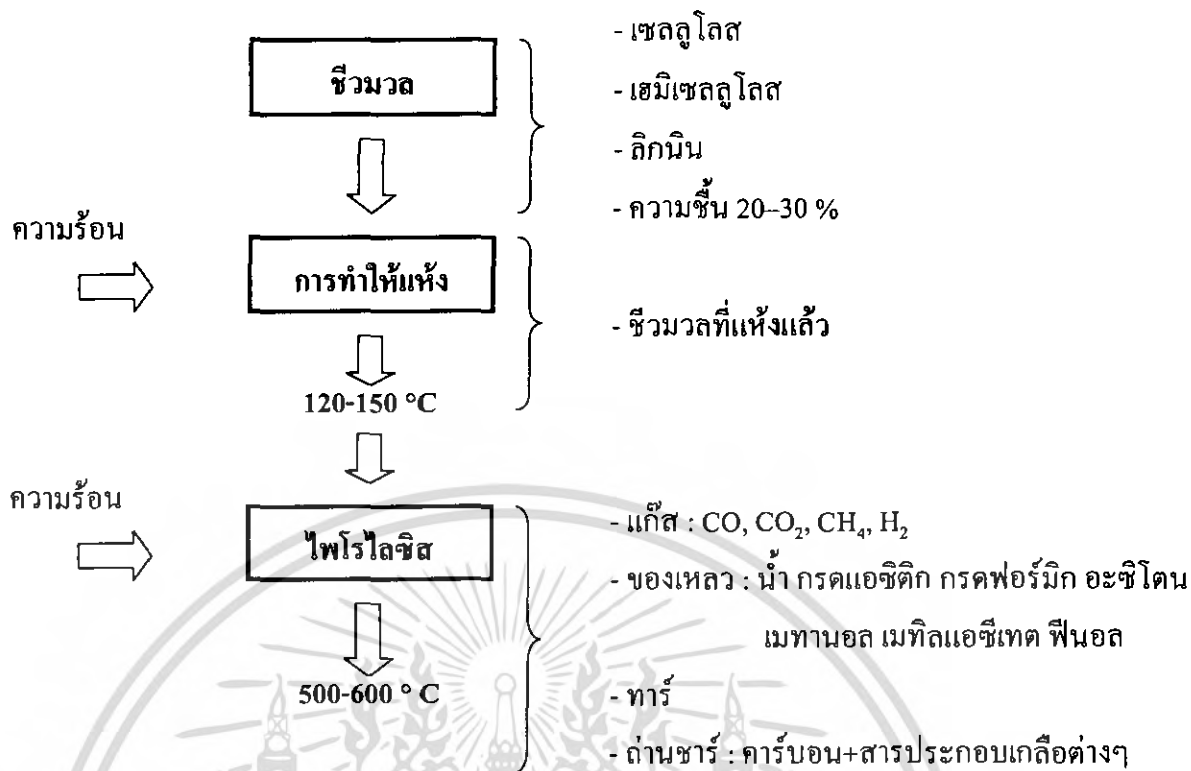 ชีวมวล
- เซลลูโลส
- เฮมิเซลลูโลส
- ลิกนิน
- ความชื้น 20–30 %
ความร้อน
การทำให้แห้ง
- ชีวมวลที่แห้งแล้ว
120-150 °C
ความร้อน
ไพโรไลซิส
- แก๊ส : CO, CO₂, CH₄, H₂
- ของเหลว : น้ำ กรดแอซิติก กรดฟอร์มิก อะซิโตน
เมทานอล เมทิลแอซีเทต ฟีนอล
500-600 ° C
- ทาร์
- ถ่านชาร์ : คาร์บอน+สารประกอบเกลือต่างๆ